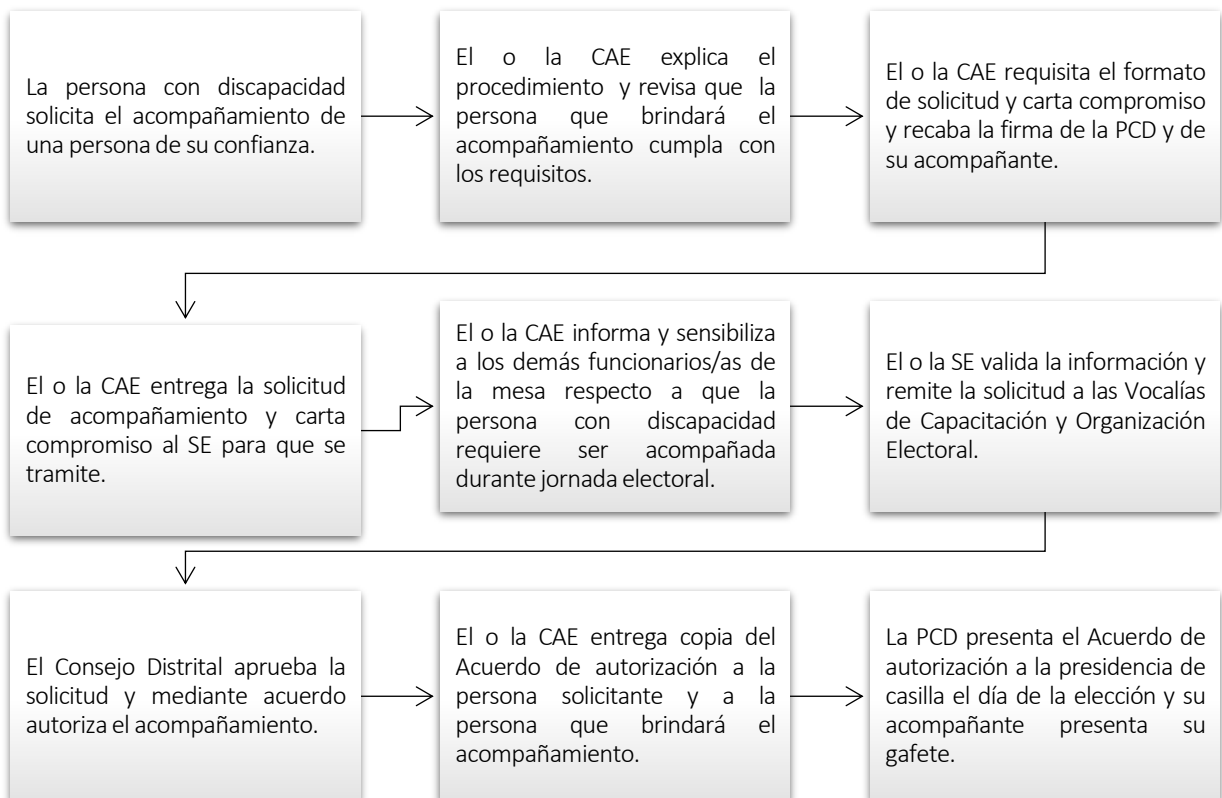 La persona con discapacidad
solicita el acompañamiento de
una persona de su confianza.
El o la CAE explica el
procedimiento y revisa que la
persona que brindará el
acompañamiento cumpla con
los requisitos.
El o la CAE requisita el formato
de solicitud y carta compromiso
y recaba la firma de la PCD y de
su acompañante.
El o la CAE entrega la solicitud
de acompañamiento y carta
compromiso al SE para que se
tramite.
El o la CAE informa y sensibiliza
a los demás funcionarios/as de
la mesa respecto a que la
persona con discapacidad
requiere ser acompañada
durante jornada electoral.
El o la SE valida la información y
remite la solicitud a las Vocalías
de Capacitación y Organización
Electoral.
El Consejo Distrital aprueba la
solicitud y mediante acuerdo
autoriza el acompañamiento.
El o la CAE entrega copia del
Acuerdo de autorización a la
persona solicitante y a la
persona que brindará el
acompañamiento.
La PCD presenta el Acuerdo de
autorización a la presidencia de
casilla el día de la elección y su
acompañante presenta su
gafete.